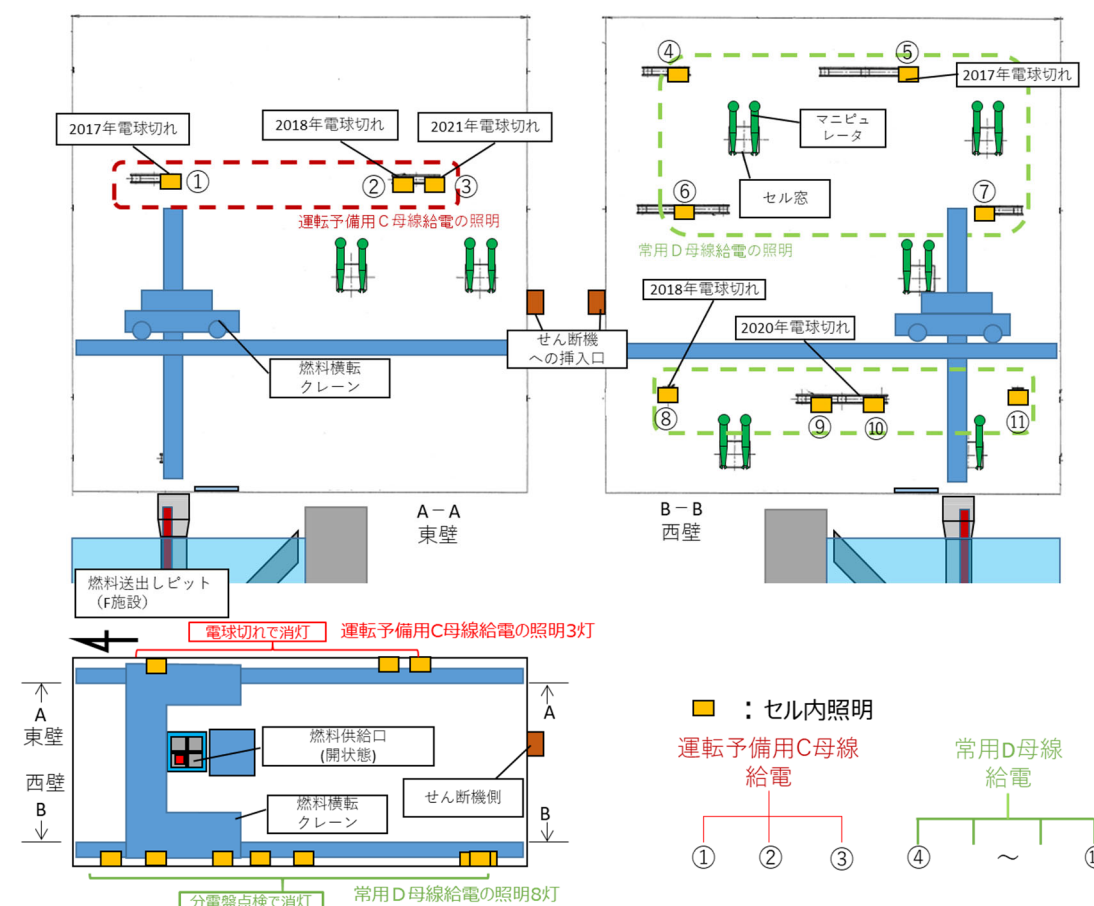 ④
⑤
2017年電球切れ
2017年電球切れ
2018年電球切れ
2021年電球切れ
マニピュ
レータ
セル窓
①
②
③
⑥
⑦
運転予備用C母線給電の照明
常用D母線給電の照明
2018年電球切れ
2020年電球切れ
せん断機
への挿入口
燃料横転
クレーン
⑧
⑨
⑩
⑪
A-A
東壁
B-B
西壁
燃料送出しピット
(F施設)
電球切れで消灯
運転予備用C母線給電の照明3灯
A
東壁
西壁
B
A
B
燃料供給口
(開状態)
燃料横転
クレーン
せん断機側
分電盤点検で消灯
常用D母線給電の照明8灯
:セル内照明
運転予備用C母線
給電
常用D母線
給電
①
②
③
④
~